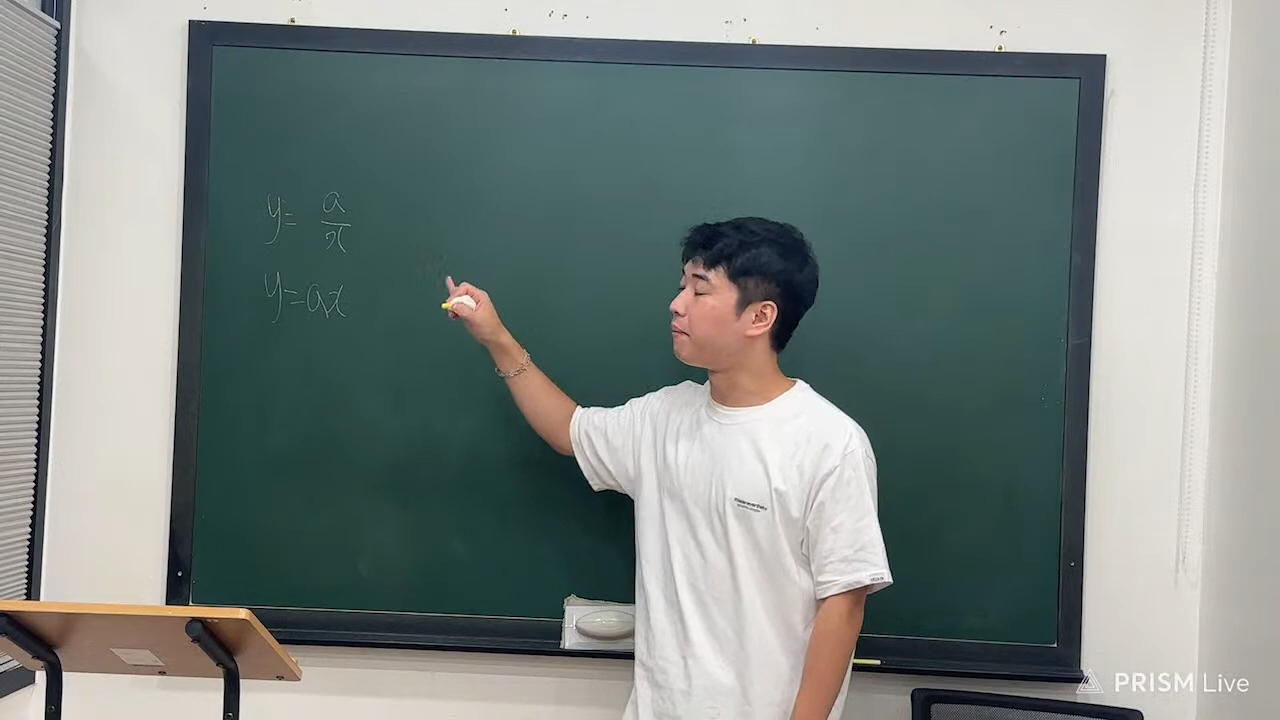 y = a/x
y = ax
PRISM Live